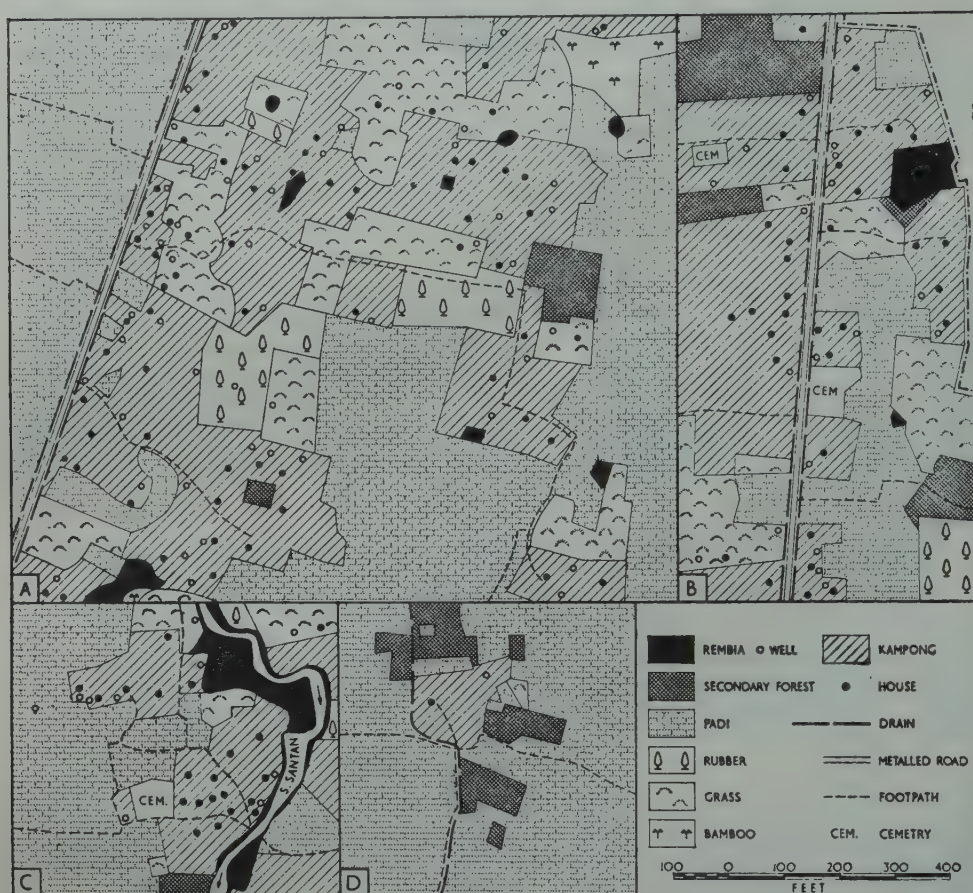 A
CEM.
CEM
B
CEM.
S. SANTAN
C
D
REMBIA WELL KAMPONG
SECONDARY FOREST HOUSE
PADI DRAIN
RUBBER METALLED ROAD
GRASS FOOTPATH
BAMBOO CEM. CEMETRY
100 0 100 200 300 400
FEET